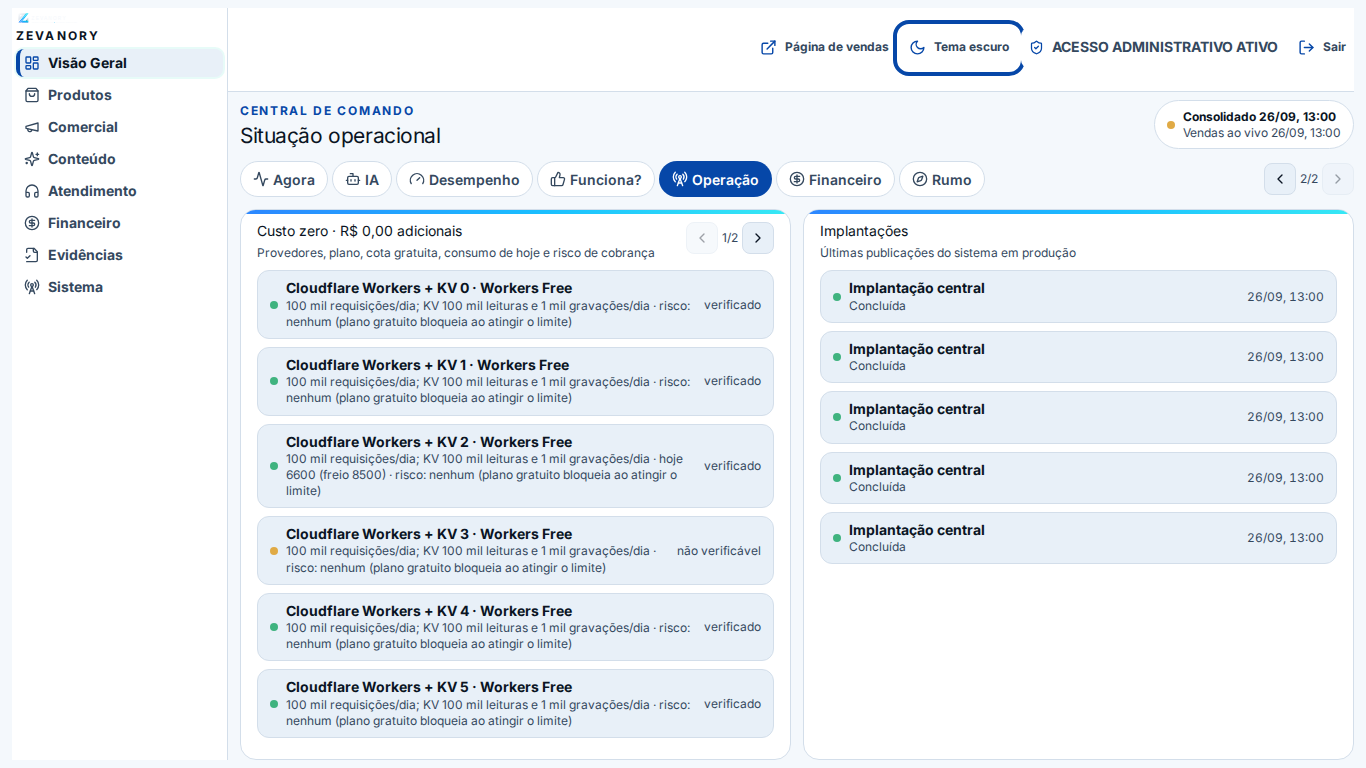 ZEVANORY
Visão Geral
Produtos
Comercial
Conteúdo
Atendimento
Financeiro
Evidências
Sistema
Página de vendas
Tema escuro
ACESSO ADMINISTRATIVO ATIVO
Sair
CENTRAL DE COMANDO
Situação operacional
Consolidado 26/09, 13:00
Vendas ao vivo 26/09, 13:00
Agora
IA
Desempenho
Funciona?
Operação
Financeiro
Rumo
2/2
Custo zero · R$ 0,00 adicionais
Provedores, plano, cota gratuita, consumo de hoje e risco de cobrança
1/2
Cloudflare Workers + KV 0 · Workers Free
100 mil requisições/dia; KV 100 mil leituras e 1 mil gravações/dia · risco:
nenhum (plano gratuito bloqueia ao atingir o limite)
verificado
Cloudflare Workers + KV 1 · Workers Free
100 mil requisições/dia; KV 100 mil leituras e 1 mil gravações/dia · risco:
nenhum (plano gratuito bloqueia ao atingir o limite)
verificado
Cloudflare Workers + KV 2 · Workers Free
100 mil requisições/dia; KV 100 mil leituras e 1 mil gravações/dia · hoje
6600 (freio 8500) · risco: nenhum (plano gratuito bloqueia ao atingir o
limite)
verificado
Cloudflare Workers + KV 3 · Workers Free
100 mil requisições/dia; KV 100 mil leituras e 1 mil gravações/dia ·
risco: nenhum (plano gratuito bloqueia ao atingir o limite)
não verificável
Cloudflare Workers + KV 4 · Workers Free
100 mil requisições/dia; KV 100 mil leituras e 1 mil gravações/dia · risco:
nenhum (plano gratuito bloqueia ao atingir o limite)
verificado
Cloudflare Workers + KV 5 · Workers Free
100 mil requisições/dia; KV 100 mil leituras e 1 mil gravações/dia · risco:
nenhum (plano gratuito bloqueia ao atingir o limite)
verificado
Implantações
Últimas publicações do sistema em produção
Implantação central
Concluída
26/09, 13:00
Implantação central
Concluída
26/09, 13:00
Implantação central
Concluída
26/09, 13:00
Implantação central
Concluída
26/09, 13:00
Implantação central
Concluída
26/09, 13:00